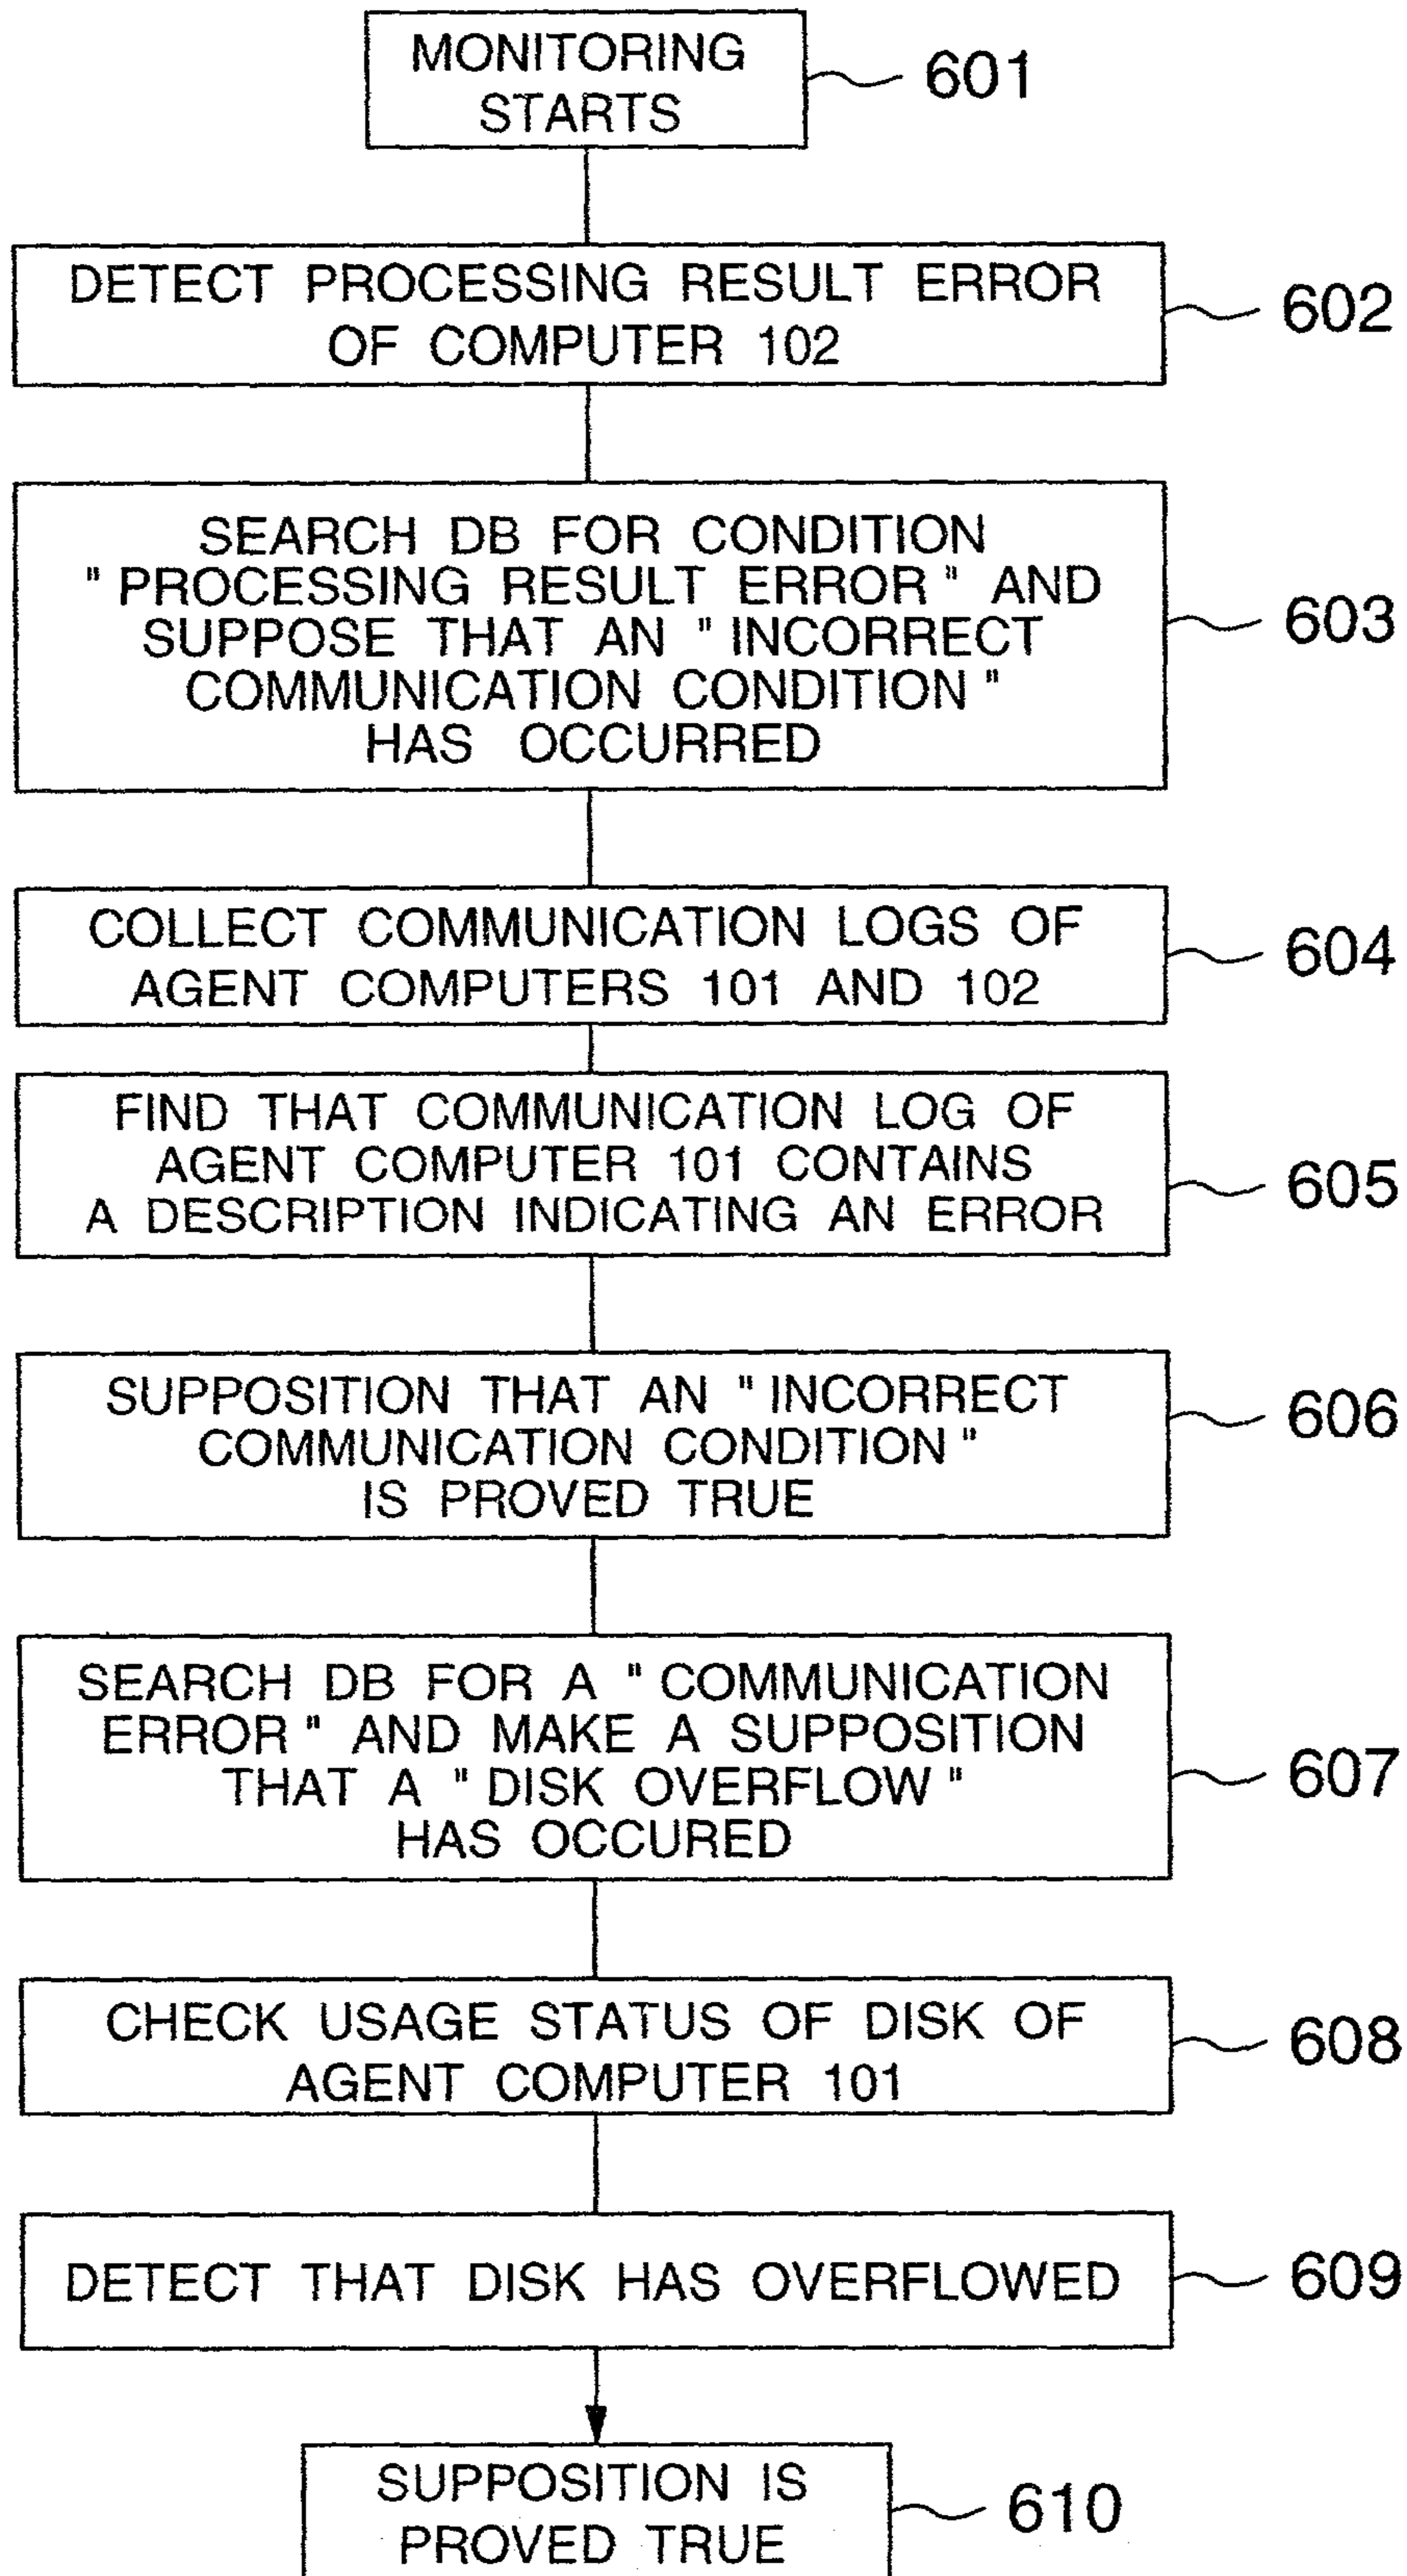 MONITORING
STARTS
601
DETECT PROCESSING RESULT ERROR
OF COMPUTER 102
602
SEARCH DB FOR CONDITION
"PROCESSING RESULT ERROR" AND
SUPPOSE THAT AN "INCORRECT
COMMUNICATION CONDITION"
HAS OCCURRED
603
COLLECT COMMUNICATION LOGS OF
AGENT COMPUTERS 101 AND 102
604
FIND THAT COMMUNICATION LOG OF
AGENT COMPUTER 101 CONTAINS
A DESCRIPTION INDICATING AN ERROR
605
SUPPOSITION THAT AN "INCORRECT
COMMUNICATION CONDITION"
IS PROVED TRUE
606
SEARCH DB FOR A "COMMUNICATION
ERROR" AND MAKE A SUPPOSITION
THAT A "DISK OVERFLOW"
HAS OCCURED
607
CHECK USAGE STATUS OF DISK OF
AGENT COMPUTER 101
608
DETECT THAT DISK HAS OVERFLOWED
609
SUPPOSITION IS
PROVED TRUE
610